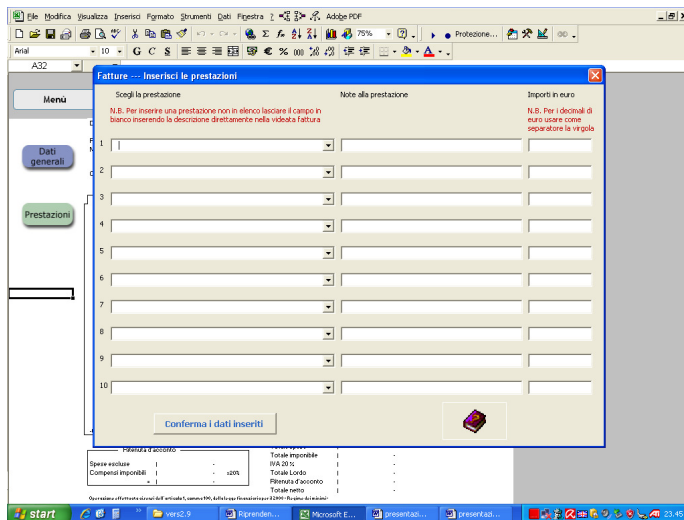 File Modifica Visualizza Inserisci Formato Strumenti Dati Finestra ? Adobe PDF
75% Protezione...
Arial 10 G C S
A32
Fatture --- Inserisci le prestazioni
Menù
Scegli la prestazione Note alla prestazione Importi in euro
N.B. Per inserire una prestazione non in elenco lasciare il campo in
bianco inserendo la descrizione direttamente nella videata fattura
N.B. Per i decimali di
euro usare come
separatore la virgola
Dati
generali
Prestazioni
1
2
3
4
5
6
7
8
9
10
Conferma i dati inseriti
Ritenuta d'acconto
Totale imponibile
Spese escluse
IVA 20%
Compensi imponibili
20%
Totale Lordo
Ritenuta d'acconto
Totale netto
start
vers2.9
Riprenden...
Microsoft E...
presentazi...
presentazi...
23.45